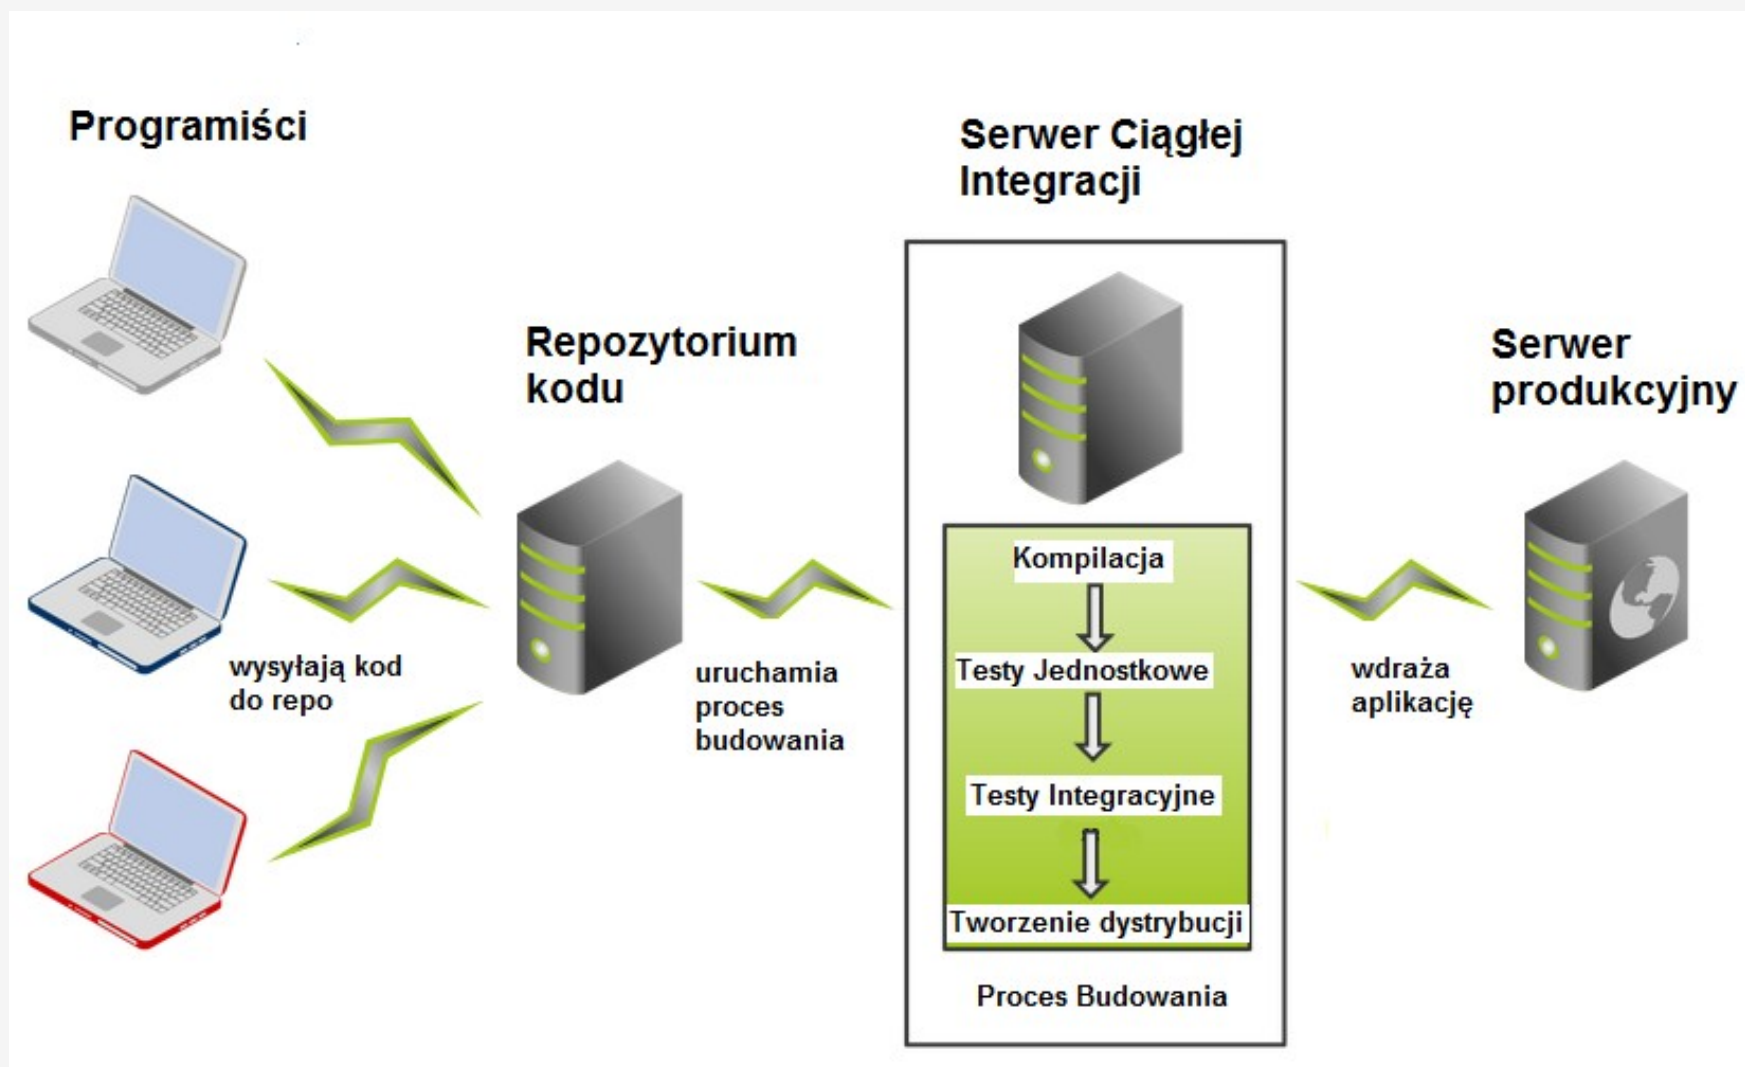 Programiści
wysyłają kod
do repo
Repozytorium
kodu
uruchamia
proces
budowania
Serwer Ciągłej
Integracji
Kompilacja
Testy Jednostkowe
Testy Integracyjne
Tworzenie dystrybucji
Proces Budowania
wdraża
aplikację
Serwer
produkcyjny